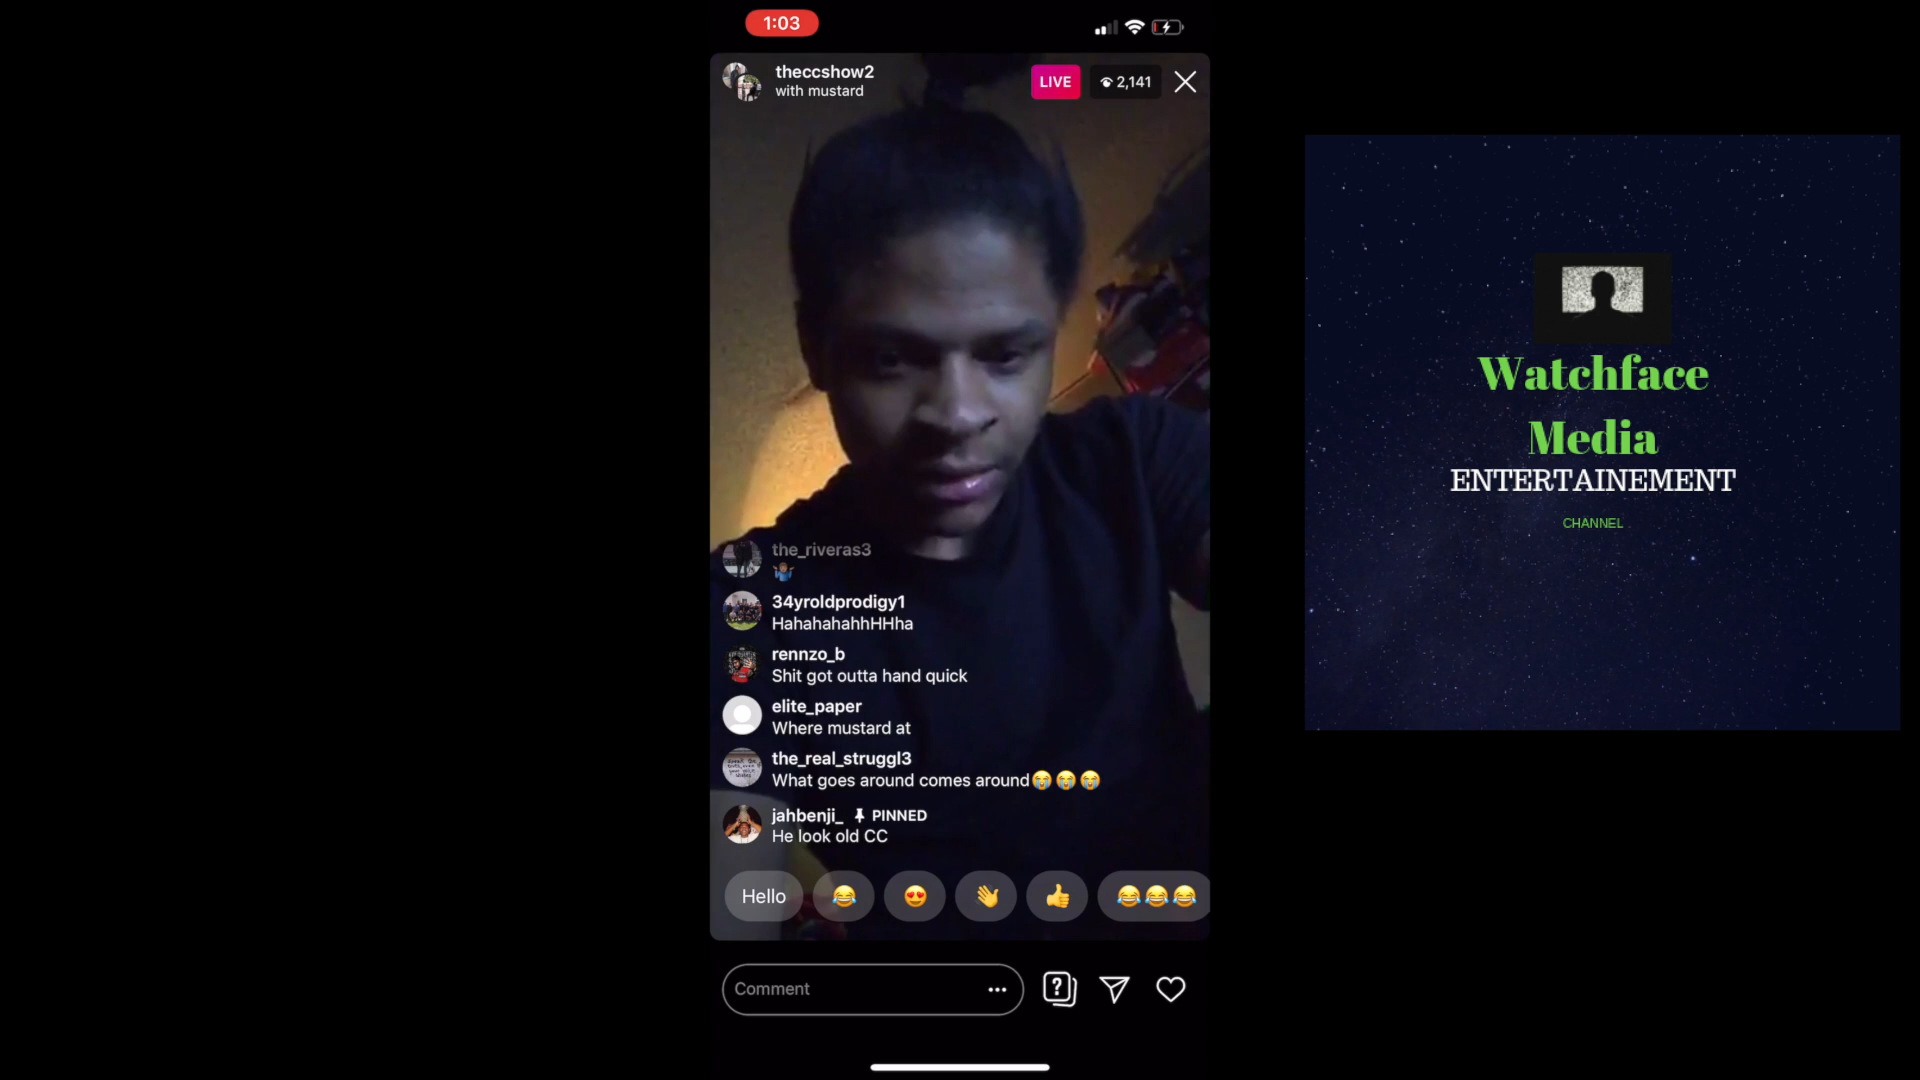 1:03
theccshow2
with mustard
LIVE
2,141
the_riveras3
34yroldprodigy1
HahahahahhHHha
rennzo_b
Shit got outta hand quick
elite_paper
Where mustard at
the_real_struggl3
What goes around comes around😭😭😭
jahbenji_ PINNED
He look old CC
Hello
Comment
Watchface
Media
ENTERTAINEMENT
CHANNEL